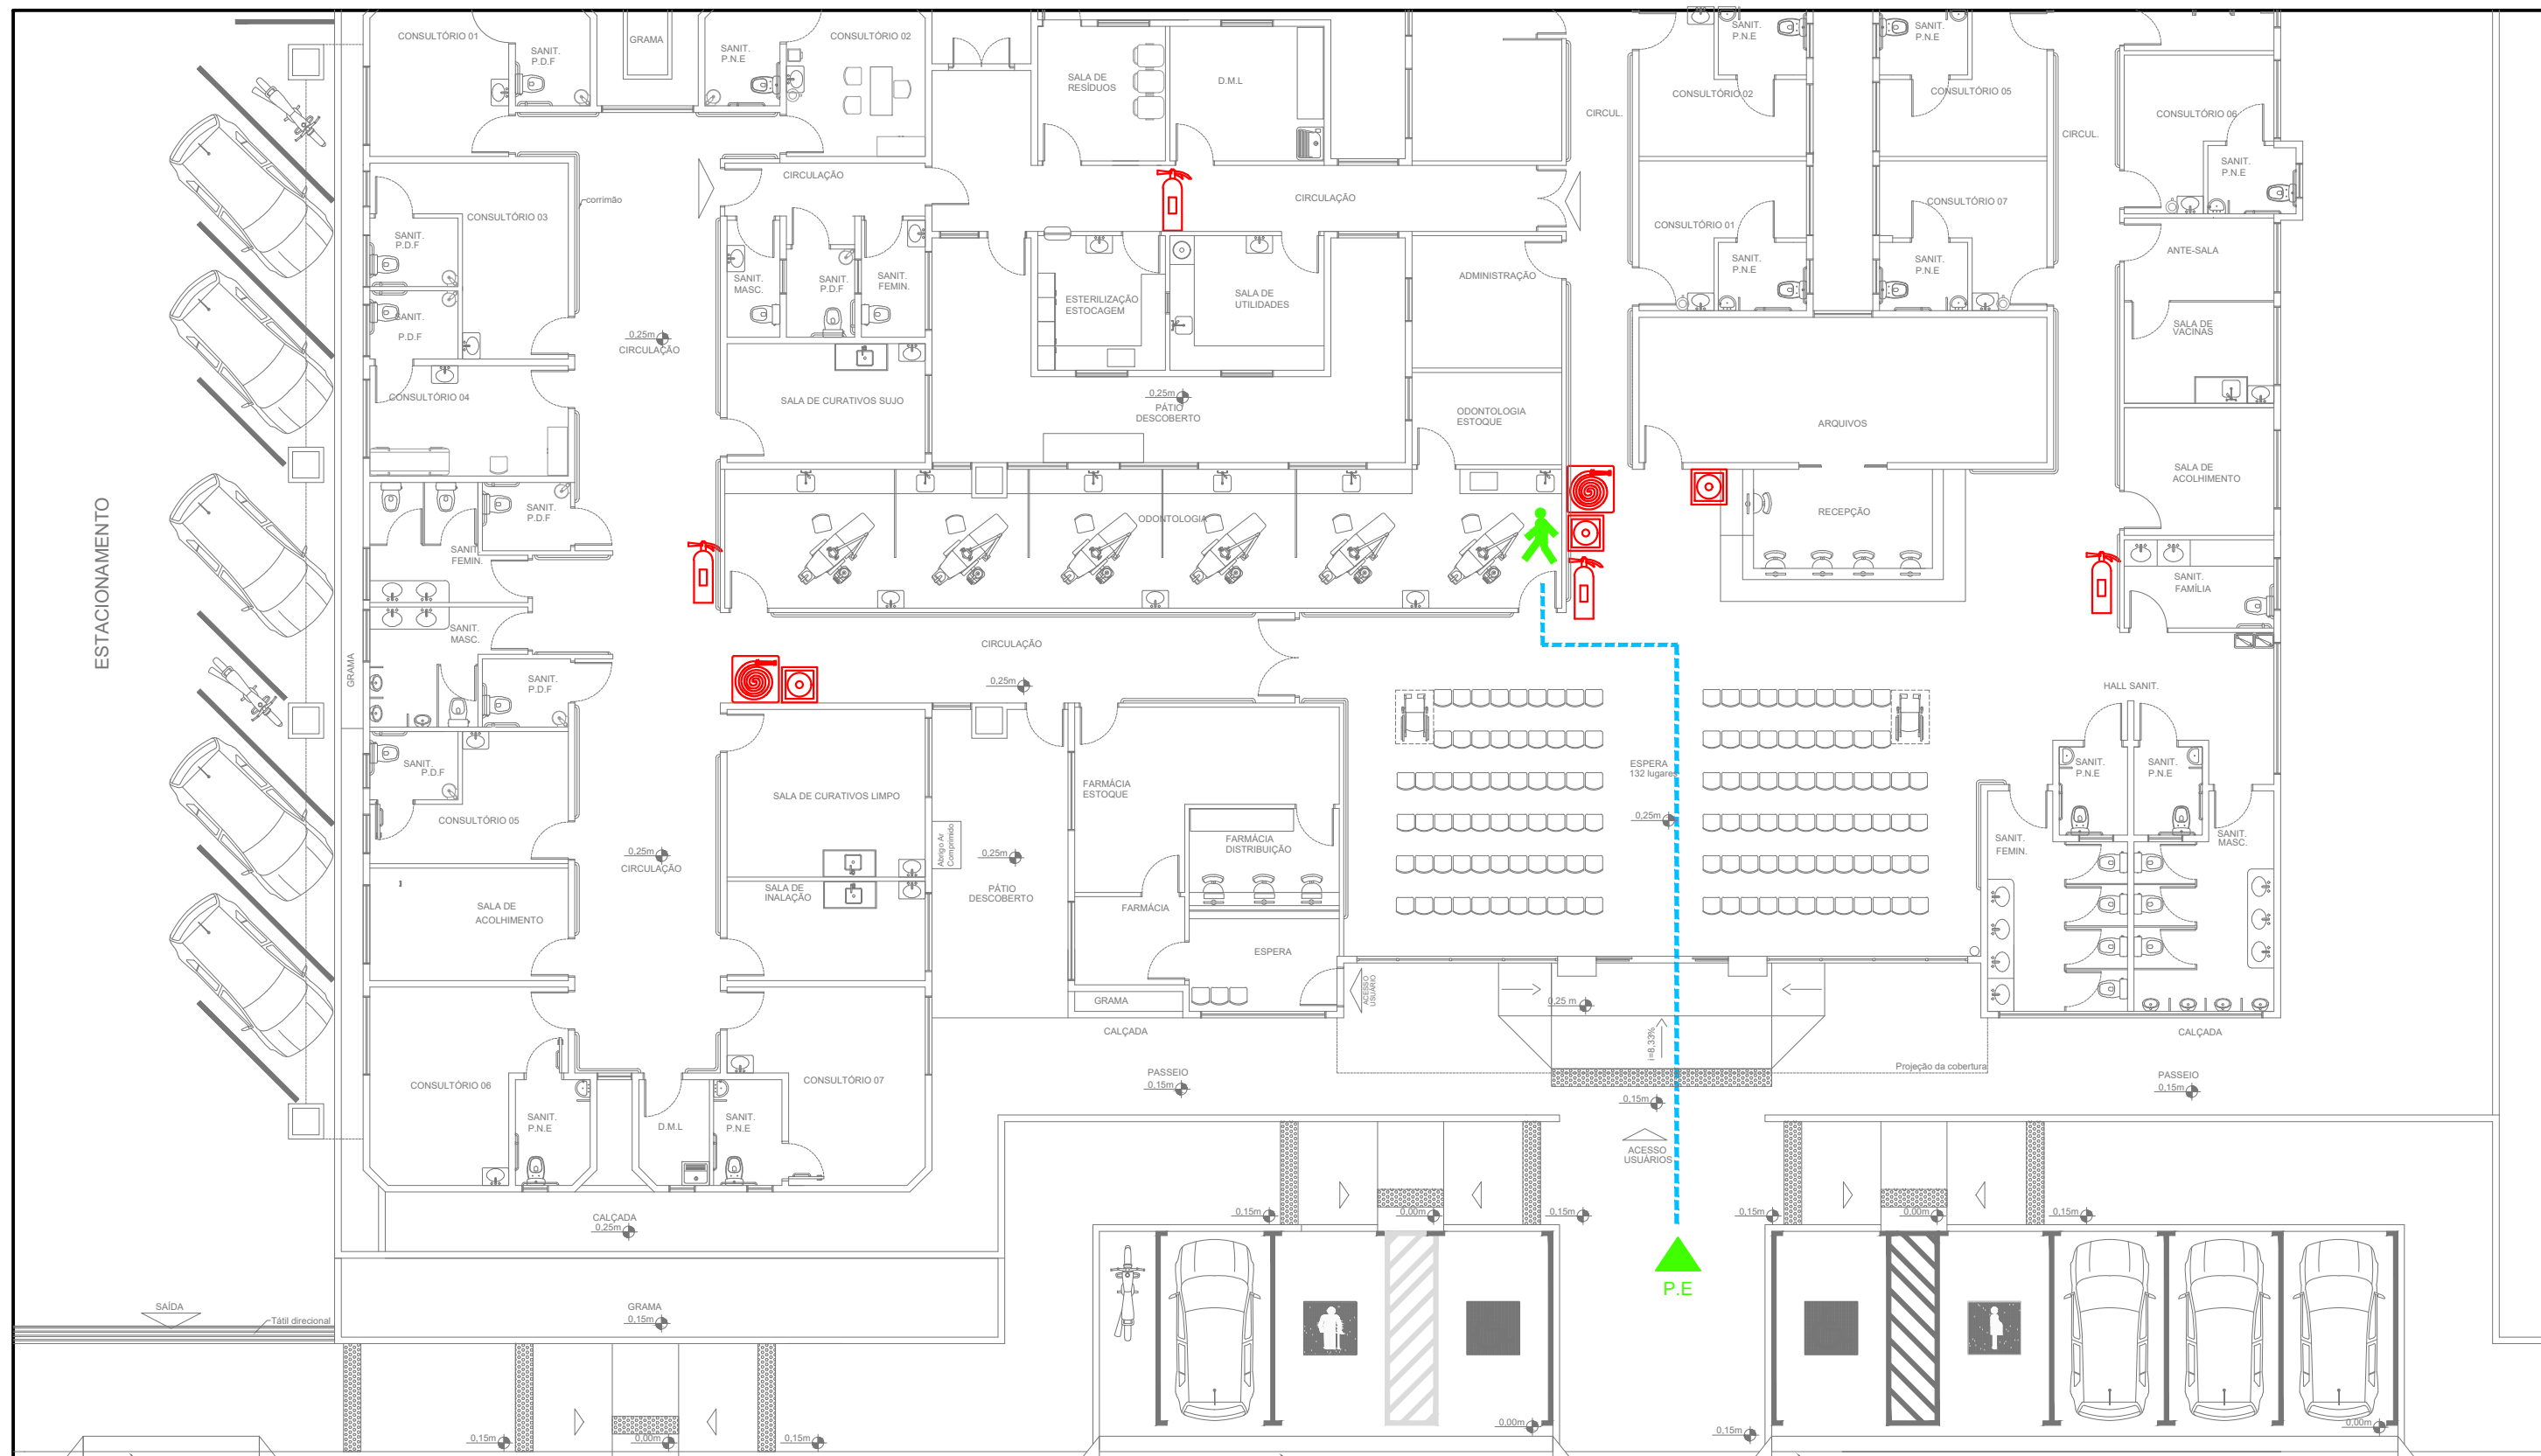 CONSULTÓRIO 01
SANIT.
P.D.F
GRAMA
SANIT.
P.N.E
CONSULTÓRIO 02
SALA DE
RESÍDUOS
D.M.L
CIRCUL.
SANIT.
P.N.E
CONSULTÓRIO 02
SANIT.
P.N.E
CONSULTÓRIO 05
CIRCUL.
CONSULTÓRIO 06
SANIT.
P.N.E
CIRCULAÇÃO
CIRCULAÇÃO
corrimão
CONSULTÓRIO 03
SANIT.
P.D.F
SANIT.
P.D.F
CONSULTÓRIO 01
SANIT.
P.N.E
CONSULTÓRIO 07
SANIT.
P.N.E
ANTE-SALA
SALA DE
VACINAS
SANIT.
MASC.
SANIT.
P.D.F
SANIT.
FEMIN.
ESTERILIZAÇÃO
ESTOCAGEM
SALA DE
UTILIDADES
ADMINISTRAÇÃO
0,25m
CIRCULAÇÃO
CONSULTÓRIO 04
SALA DE CURATIVOS SUJO
0,25m
PÁTIO
DESCOBERTO
ODONTOLOGIA
ESTOQUE
ARQUIVOS
SALA DE
ACOLHIMENTO
ESTACIONAMENTO
SANIT.
P.D.F
SANIT.
FEMIN.
ODONTOLOGIA
RECEPÇÃO
SANIT.
FAMÍLIA
SANIT.
MASC.
SANIT.
P.D.F
GRAMA
CIRCULAÇÃO
0,25m
HALL SANIT.
SANIT.
P.D.F
CONSULTÓRIO 05
SALA DE CURATIVOS LIMPO
FARMÁCIA
ESTOQUE
ESPERA
132 lugares
0,25m
SANIT.
P.N.E
SANIT.
P.N.E
SANIT.
FEMIN.
SANIT.
MASC.
0,25m
CIRCULAÇÃO
Abrigo Ar
Comprimido
0,25m
PÁTIO
DESCOBERTO
FARMÁCIA
DISTRIBUIÇÃO
SALA DE
INALAÇÃO
FARMÁCIA
SALA DE
ACOLHIMENTO
ESPERA
ACESSO
USUÁRIO
GRAMA
CALÇADA
0,25 m
i=8,33%
CALÇADA
Projeção da cobertura
PASSEIO
0,15m
PASSEIO
0,15m
0,15m
CONSULTÓRIO 06
SANIT.
P.N.E
D.M.L
SANIT.
P.N.E
CONSULTÓRIO 07
ACESSO
USUÁRIOS
CALÇADA
0,25m
0,15m
0,00m
0,15m
0,15m
0,00m
0,15m
P.E
SAÍDA
Tátil direcional
GRAMA
0,15m
0,00m
0,15m
0,00m
0,15m
0,00m
0,15m